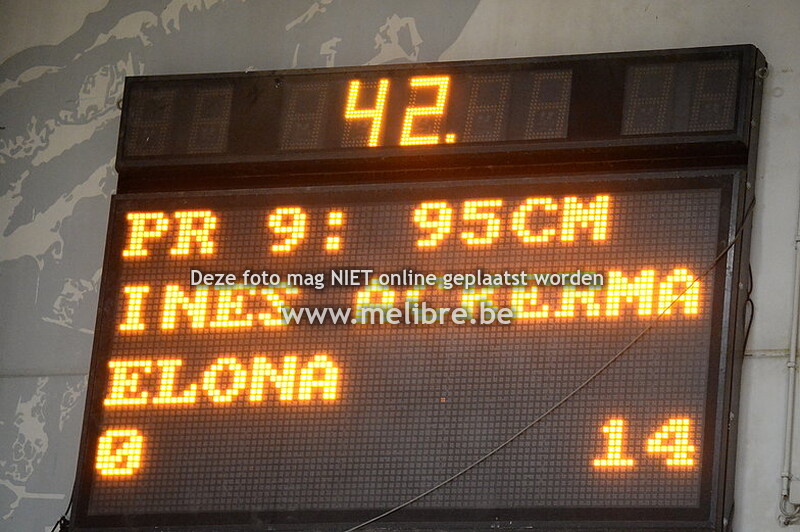 42.
PR 9: 95CM
Deze foto mag NIET online geplaatst worden
INES
www.melibre.be
ELONA
0 14